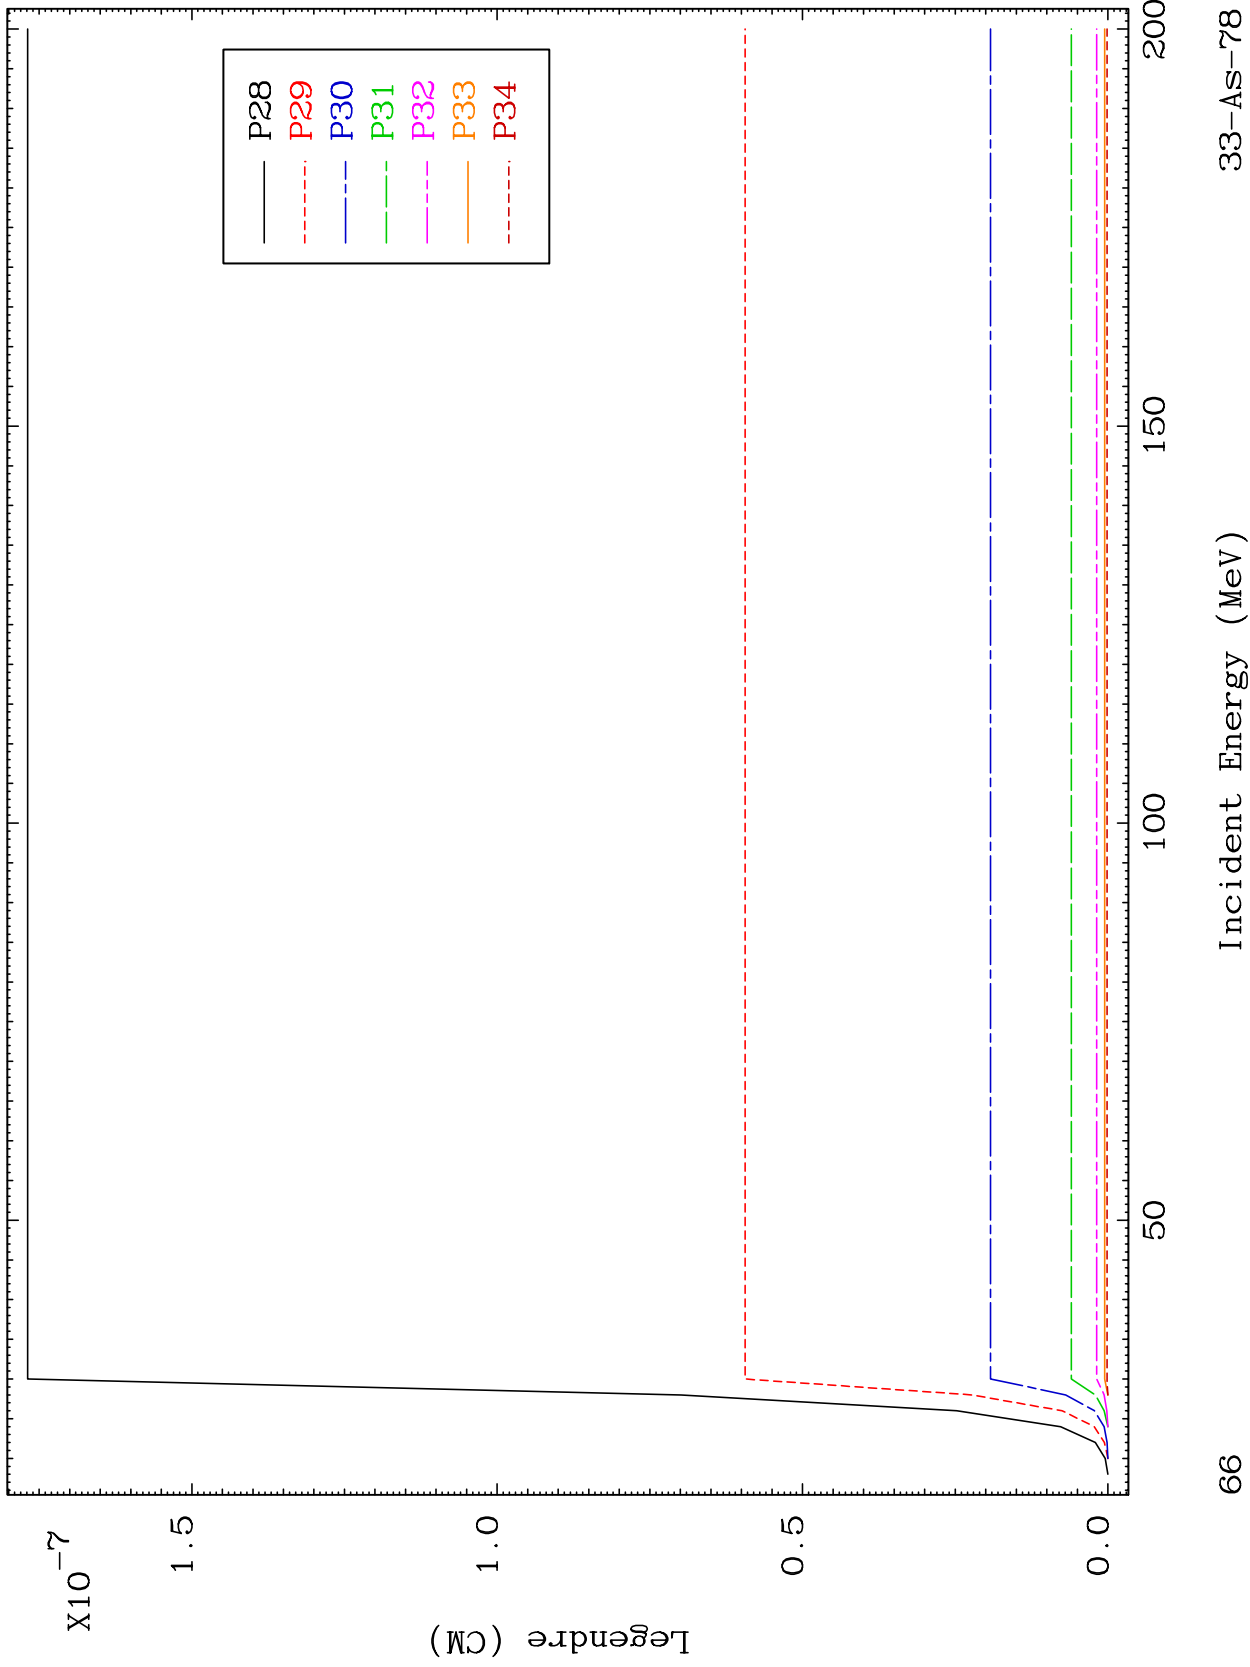 X10-7
1.5
1.0
0.5
0.0
Legendre (CM)
P28
P29
P30
P31
P32
P33
P34
50
100
150
200
Incident Energy (MeV)
66
33-As-78